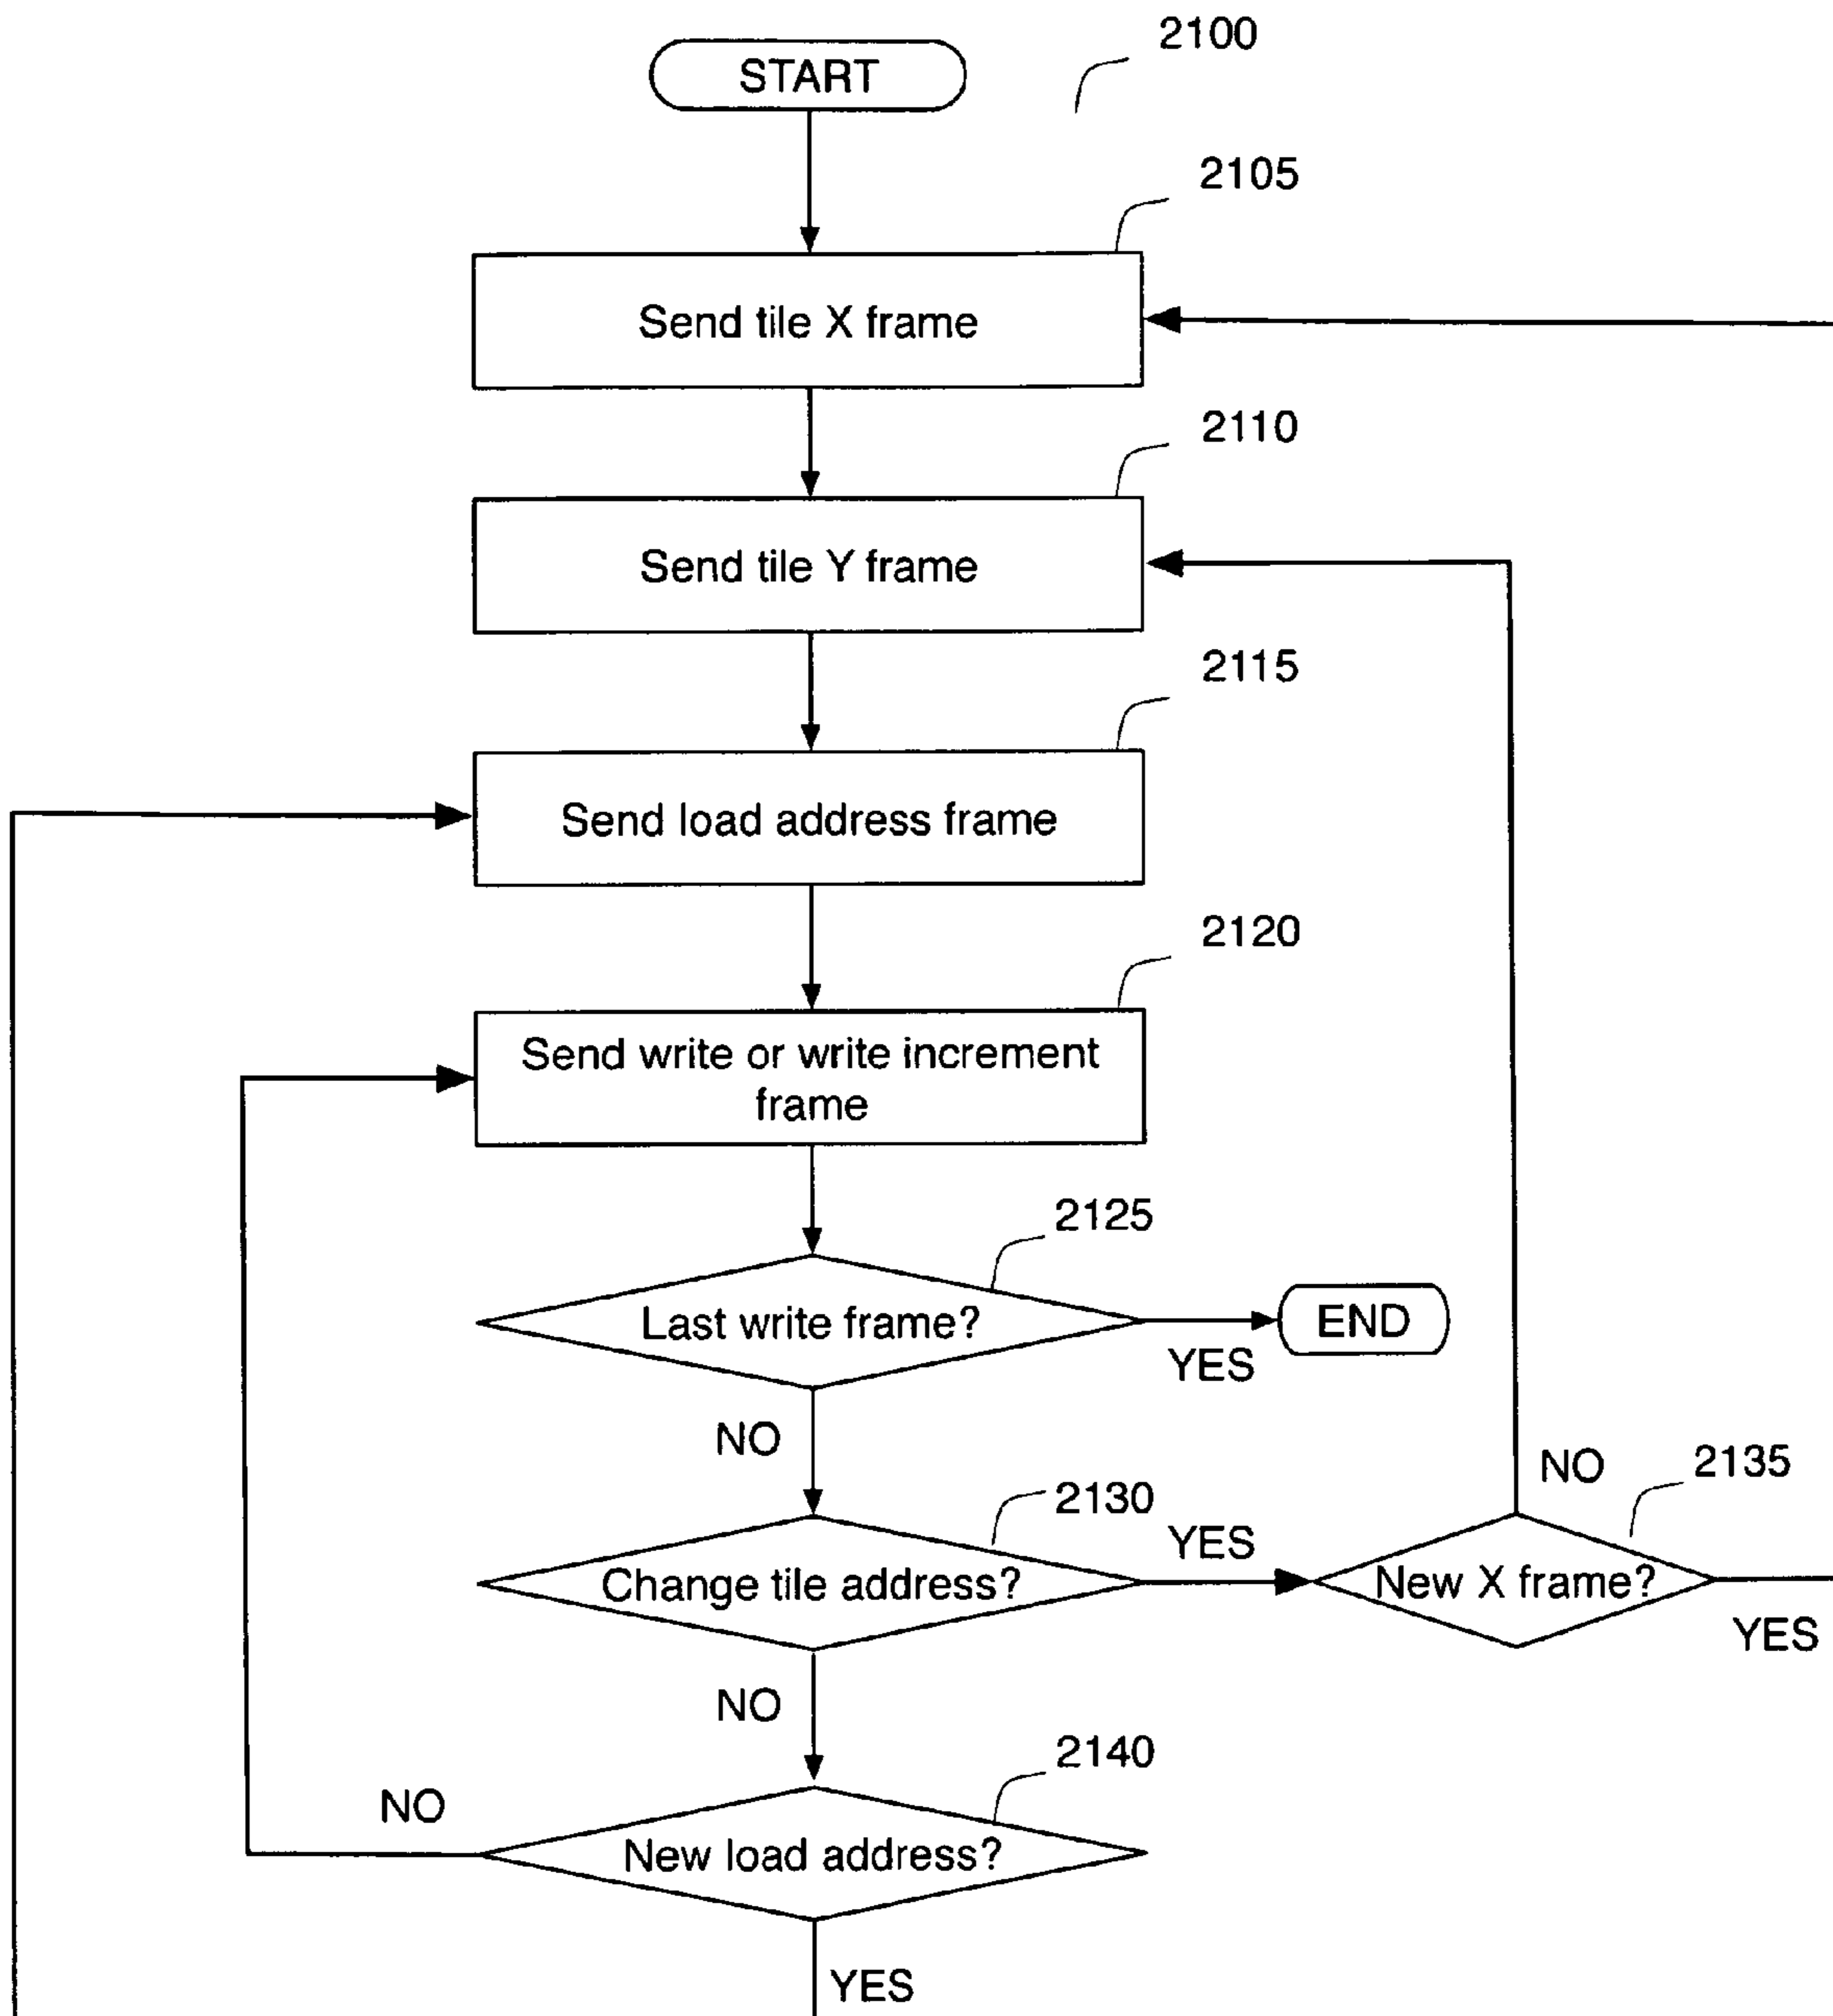 2100
START
2105
Send tile X frame
2110
Send tile Y frame
2115
Send load address frame
2120
Send write or write increment
frame
2125
Last write frame?
END
YES
NO
2130
2135
NO
YES
Change tile address?
New X frame?
YES
NO
2140
NO
New load address?
YES